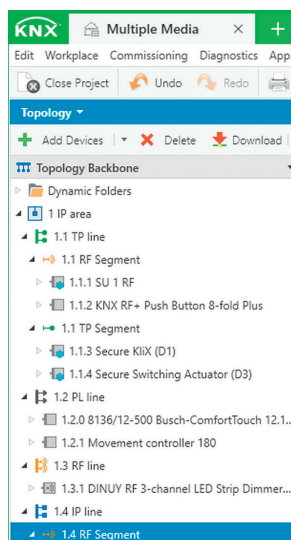 KNX Multiple Media × +
Edit Workplace Commissioning Diagnostics App
Close Project Undo Redo
Topology
Add Devices Delete Download
Topology Backbone
Dynamic Folders
1 IP area
1.1 TP line
1.1 RF Segment
1.1.1 SU 1 RF
1.1.2 KNX RF+ Push Button 8-fold Plus
1.1 TP Segment
1.1.3 Secure KliX (D1)
1.1.4 Secure Switching Actuator (D3)
1.2 PL line
1.2.0 8136/12-500 Busch-ComfortTouch 12.1...
1.2.1 Movement controller 180
1.3 RF line
1.3.1 DINUY RF 3-channel LED Strip Dimmer...
1.4 IP line
1.4 RF Segment